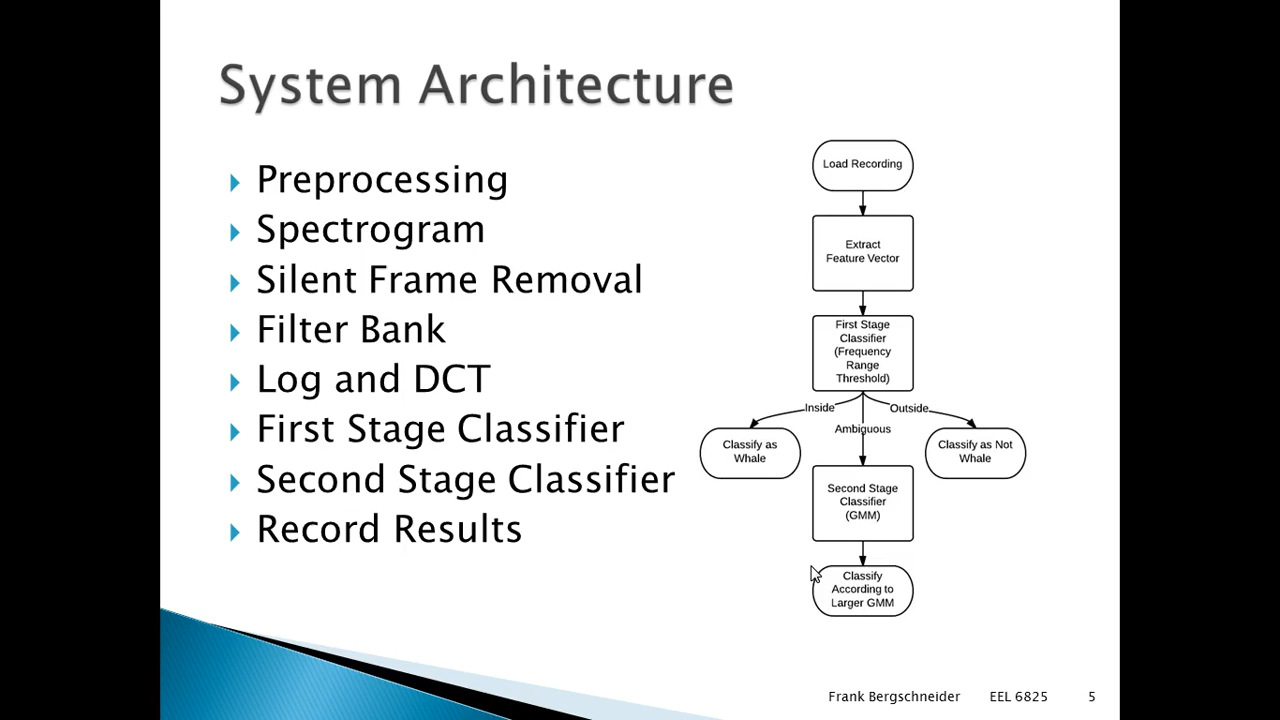 System Architecture
Preprocessing
Spectrogram
Silent Frame Removal
Filter Bank
Log and DCT
First Stage Classifier
Second Stage Classifier
Record Results
Load Recording
Extract
Feature Vector
First Stage
Classifier
(Frequency
Range
Threshold)
Inside
Ambiguous
Outside
Classify as
Whale
Classify as Not
Whale
Second Stage
Classifier
(GMM)
Classify
According to
Larger GMM
Frank Bergschneider EEL 6825 5